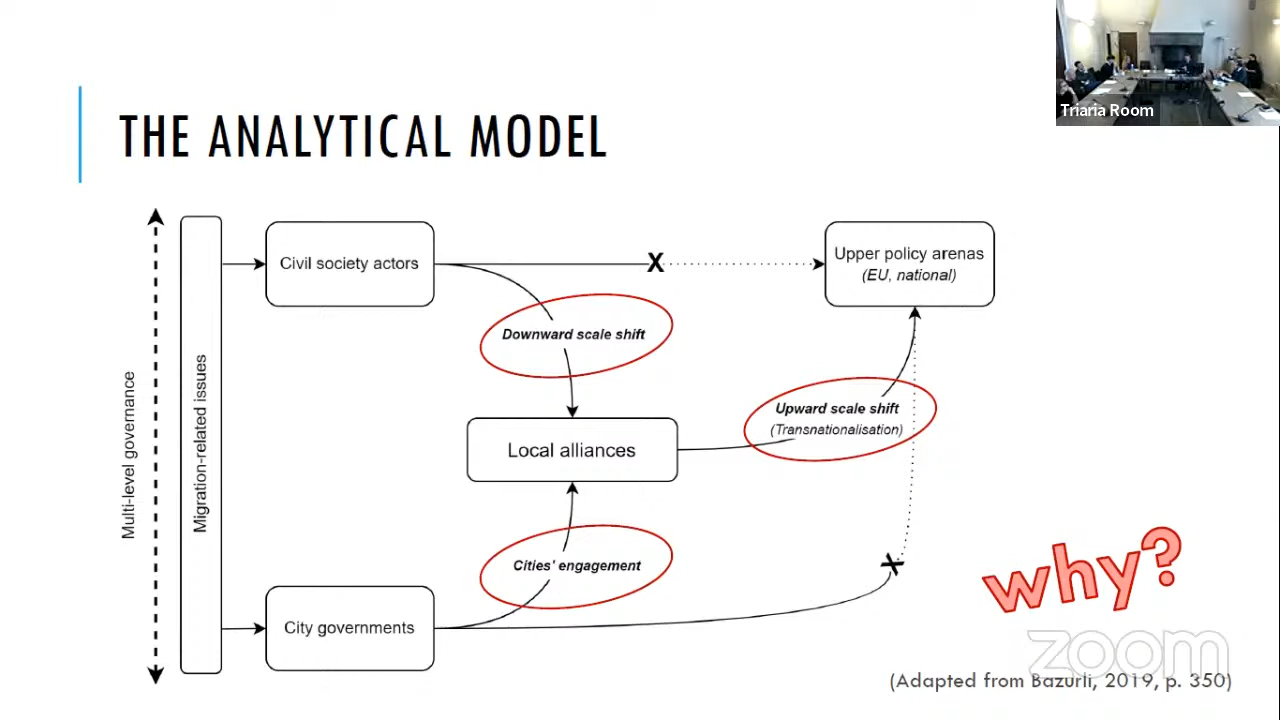 Triaria Room
THE ANALYTICAL MODEL
Civil society actors
X
Upper policy arenas
(EU, national)
Downward scale shift
Multi-level governance
Migration-related issues
Upward scale shift
(Transnationalisation)
Local alliances
Cities' engagement
X
City governments
why?
zoom
(Adapted from Bazurli, 2019, p. 350)